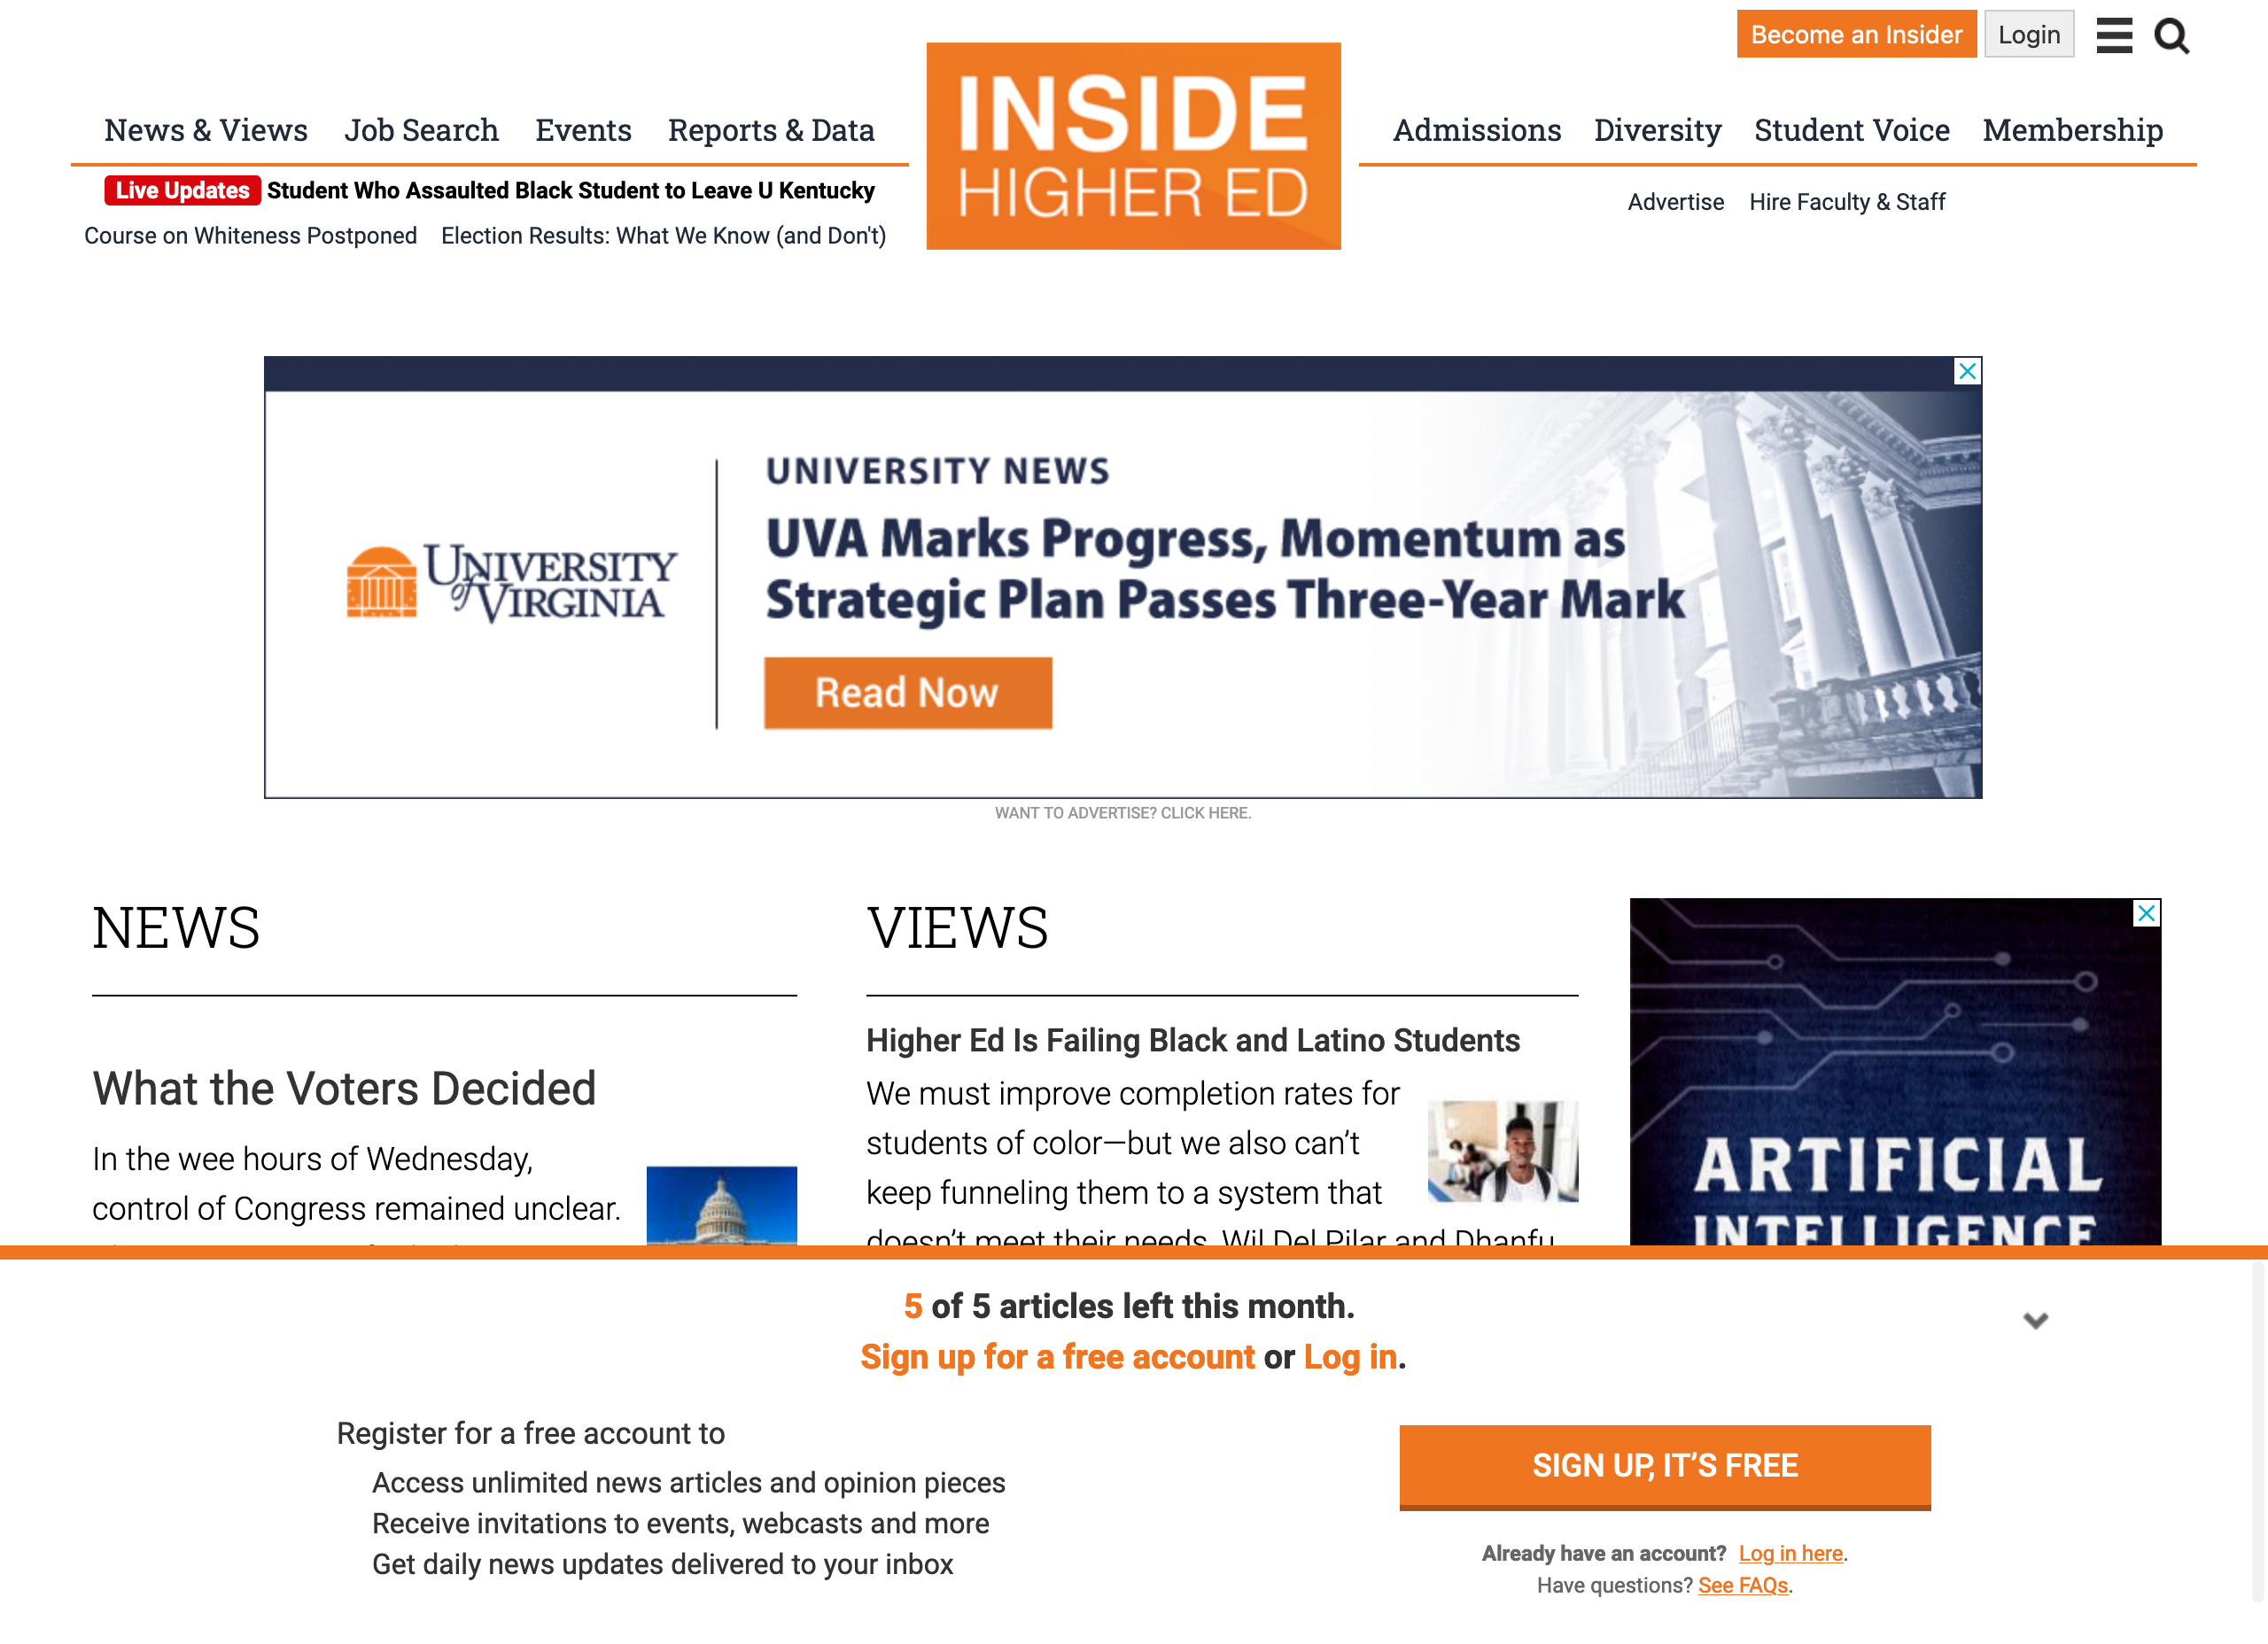 Become an Insider
Login
INSIDE
HIGHER ED
News & Views Job Search Events Reports & Data
Admissions Diversity Student Voice Membership
Live Updates Student Who Assaulted Black Student to Leave U Kentucky
Course on Whiteness Postponed Election Results: What We Know (and Don't)
Advertise Hire Faculty & Staff
UNIVERSITY of VIRGINIA
UNIVERSITY NEWS
UVA Marks Progress, Momentum as
Strategic Plan Passes Three-Year Mark
Read Now
WANT TO ADVERTISE? CLICK HERE.
NEWS
What the Voters Decided
In the wee hours of Wednesday,
control of Congress remained unclear.
VIEWS
Higher Ed Is Failing Black and Latino Students
We must improve completion rates for
students of color—but we also can’t
keep funneling them to a system that
doesn’t meet their needs, Wil Del Pilar and Dhanfu
ARTIFICIAL
INTELLIGENCE
5 of 5 articles left this month.
Sign up for a free account or Log in.
Register for a free account to
Access unlimited news articles and opinion pieces
Receive invitations to events, webcasts and more
Get daily news updates delivered to your inbox
SIGN UP, IT’S FREE
Already have an account? Log in here.
Have questions? See FAQs.